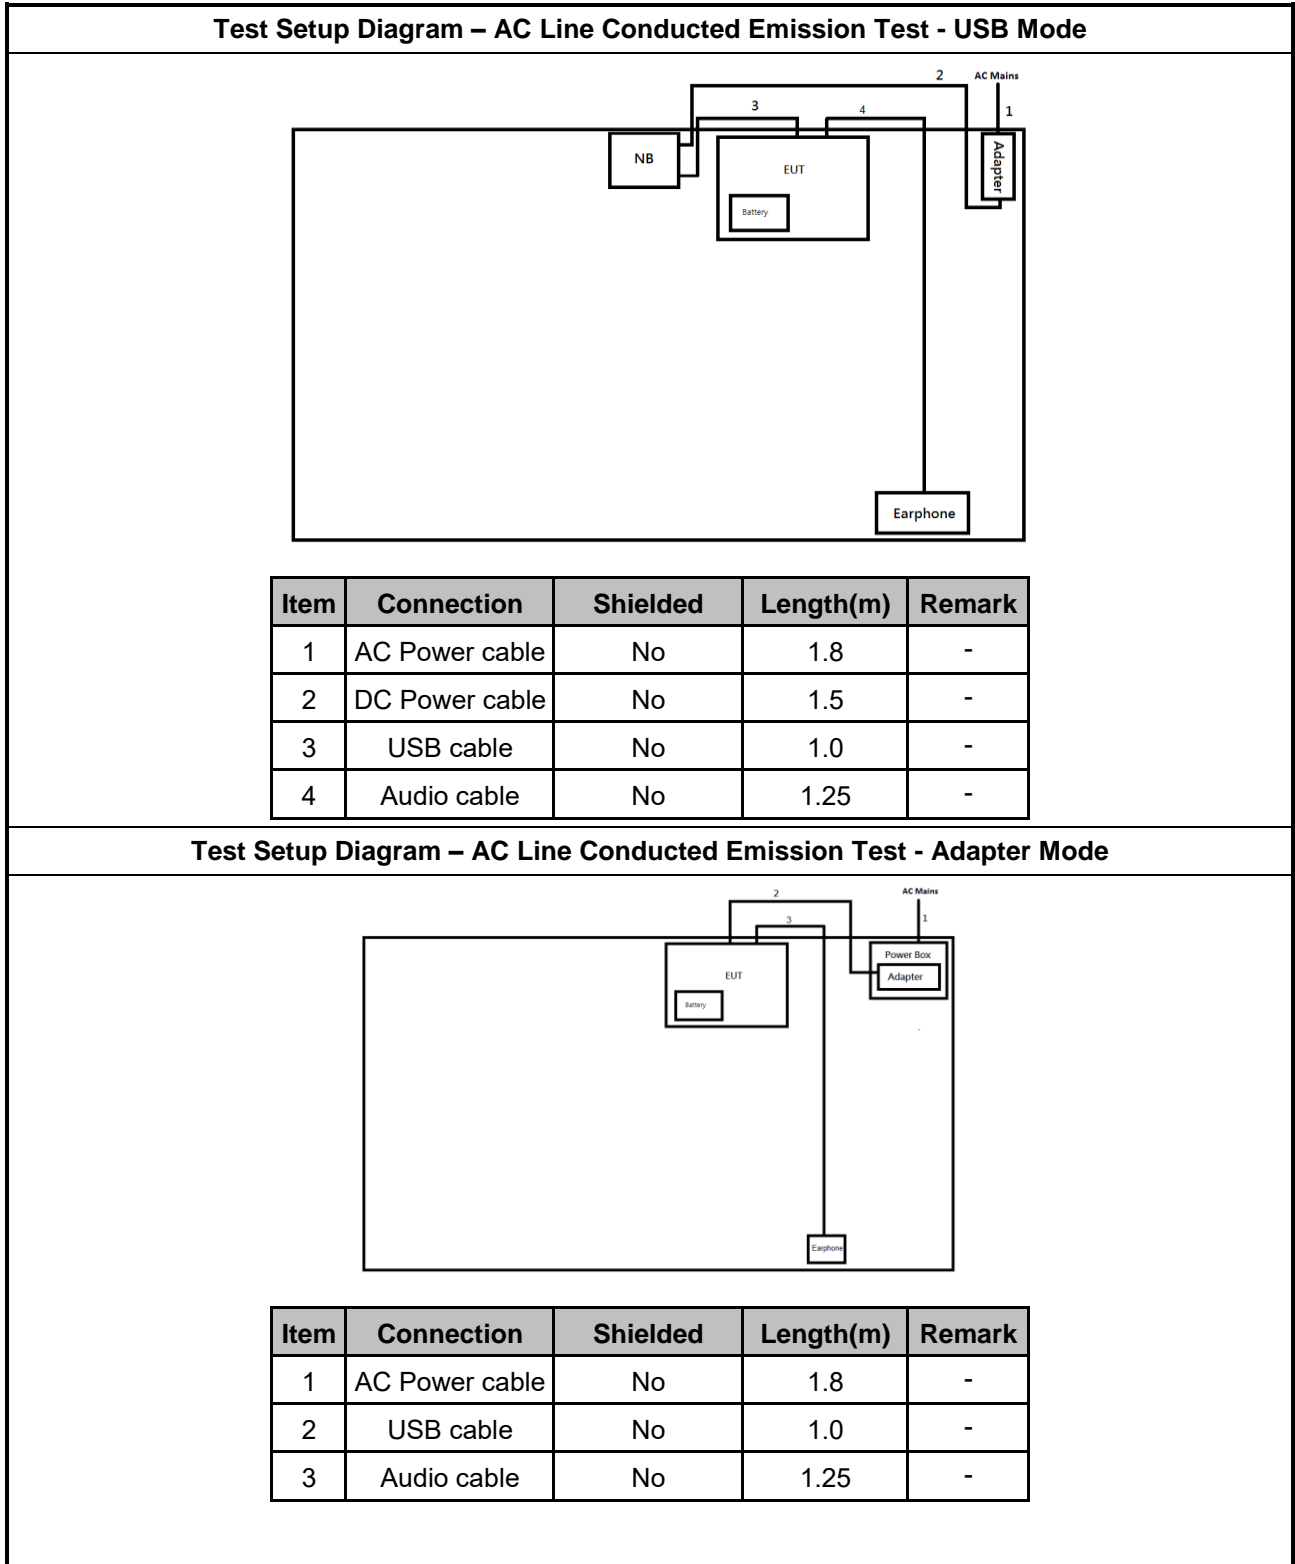 Test Setup Diagram – AC Line Conducted Emission Test - USB Mode
2 AC Mains
3 4 1
NB
EUT
Adapter
Battery
Earphone
Item Connection Shielded Length(m) Remark
1 AC Power cable No 1.8 -
2 DC Power cable No 1.5 -
3 USB cable No 1.0 -
4 Audio cable No 1.25 -
Test Setup Diagram – AC Line Conducted Emission Test - Adapter Mode
2 AC Mains
3 1
Power Box
EUT Adapter
Battery
Earphone
Item Connection Shielded Length(m) Remark
1 AC Power cable No 1.8 -
2 USB cable No 1.0 -
3 Audio cable No 1.25 -